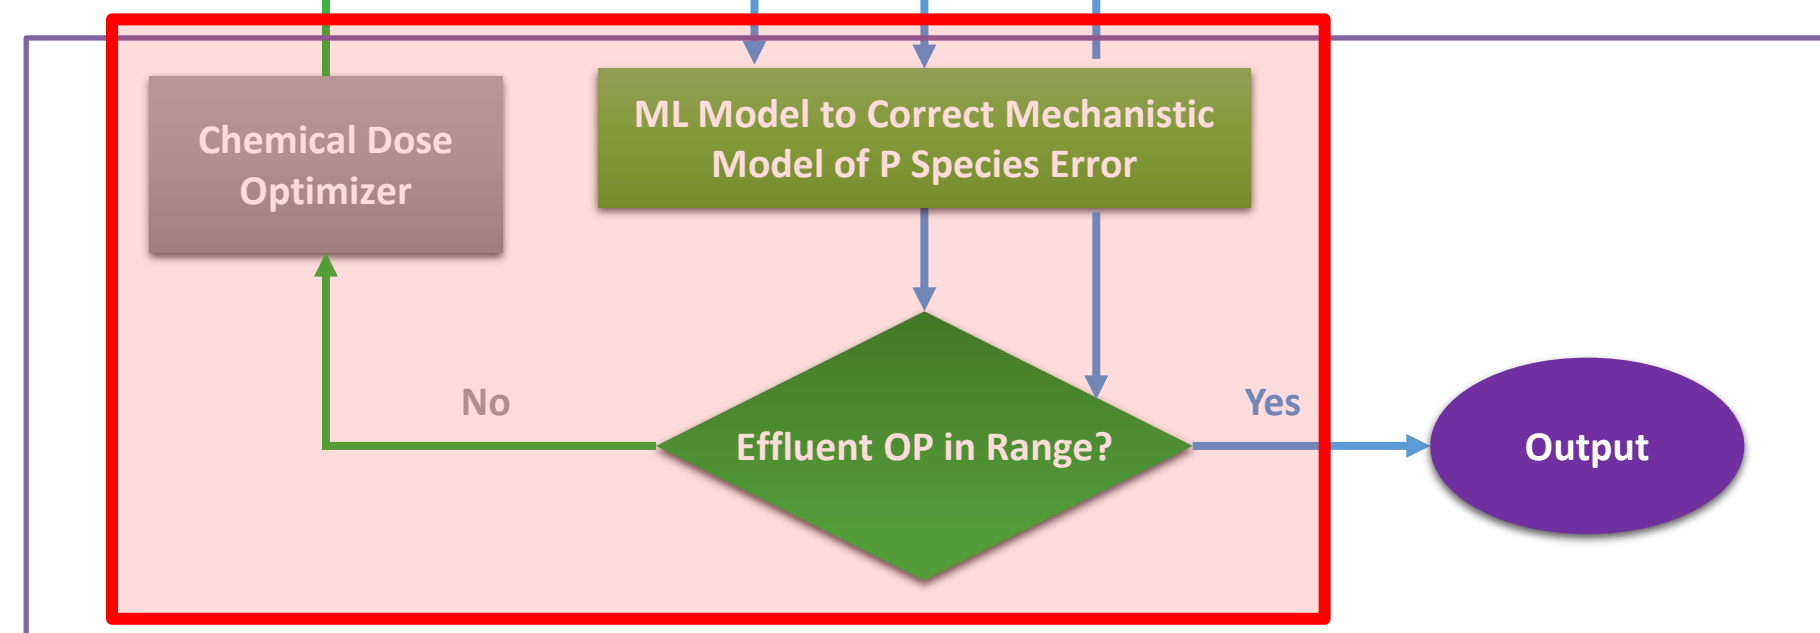 Chemical Dose
Optimizer
ML Model to Correct Mechanistic
Model of P Species Error
No
Effluent OP in Range?
Yes
Output